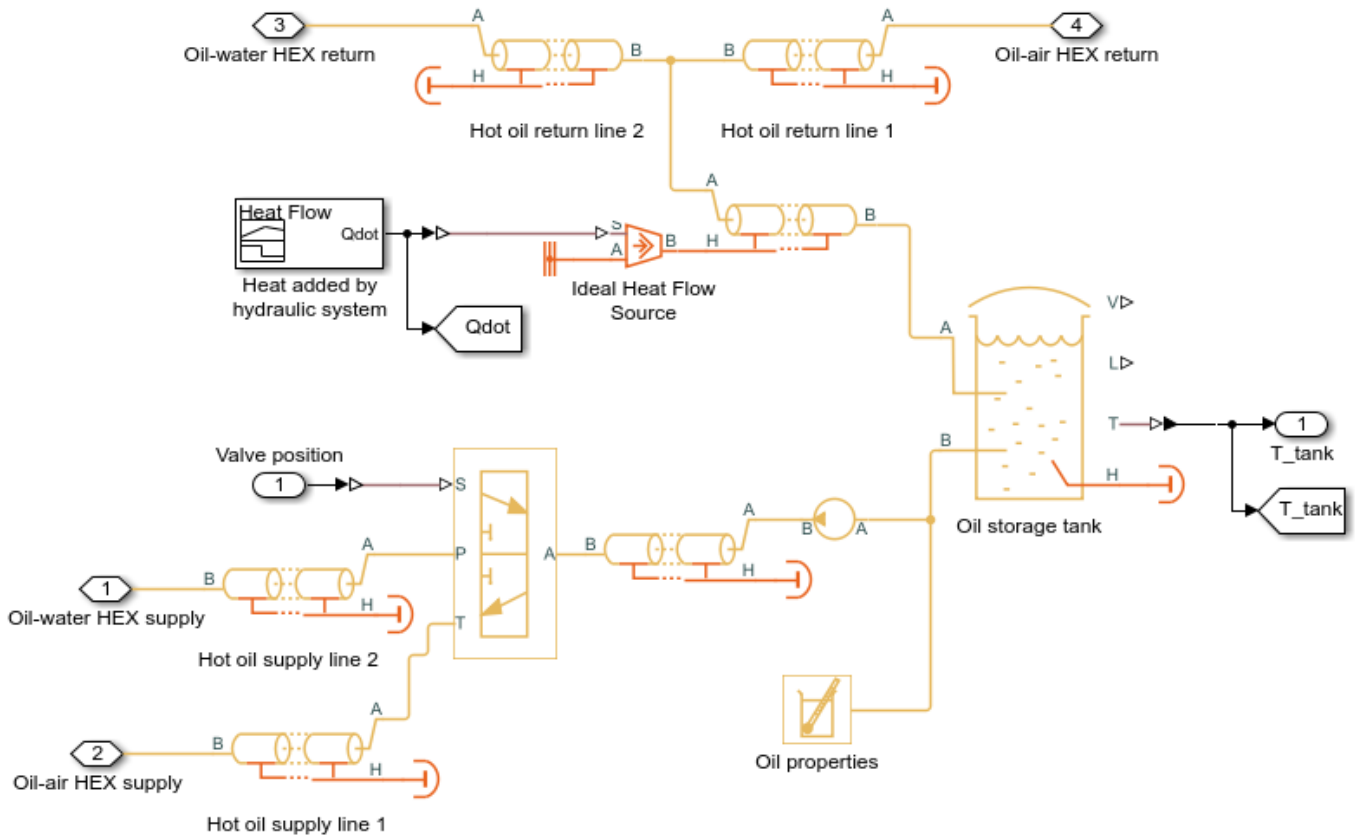 3
A
A
4
Oil-water HEX return
B
B
Oil-air HEX return
H
H
Hot oil return line 2
Hot oil return line 1
A
Heat Flow
Qdot
S
B
A
B
H
Heat added by
hydraulic system
Ideal Heat Flow
Source
Qdot
V
A
L
Valve position
1
S
B
T
1
T_tank
H
T_tank
Oil storage tank
A
B
A
B
A
B
H
A
P
1
B
H
Oil-water HEX supply
T
Hot oil supply line 2
A
2
B
H
Oil-air HEX supply
Oil properties
Hot oil supply line 1